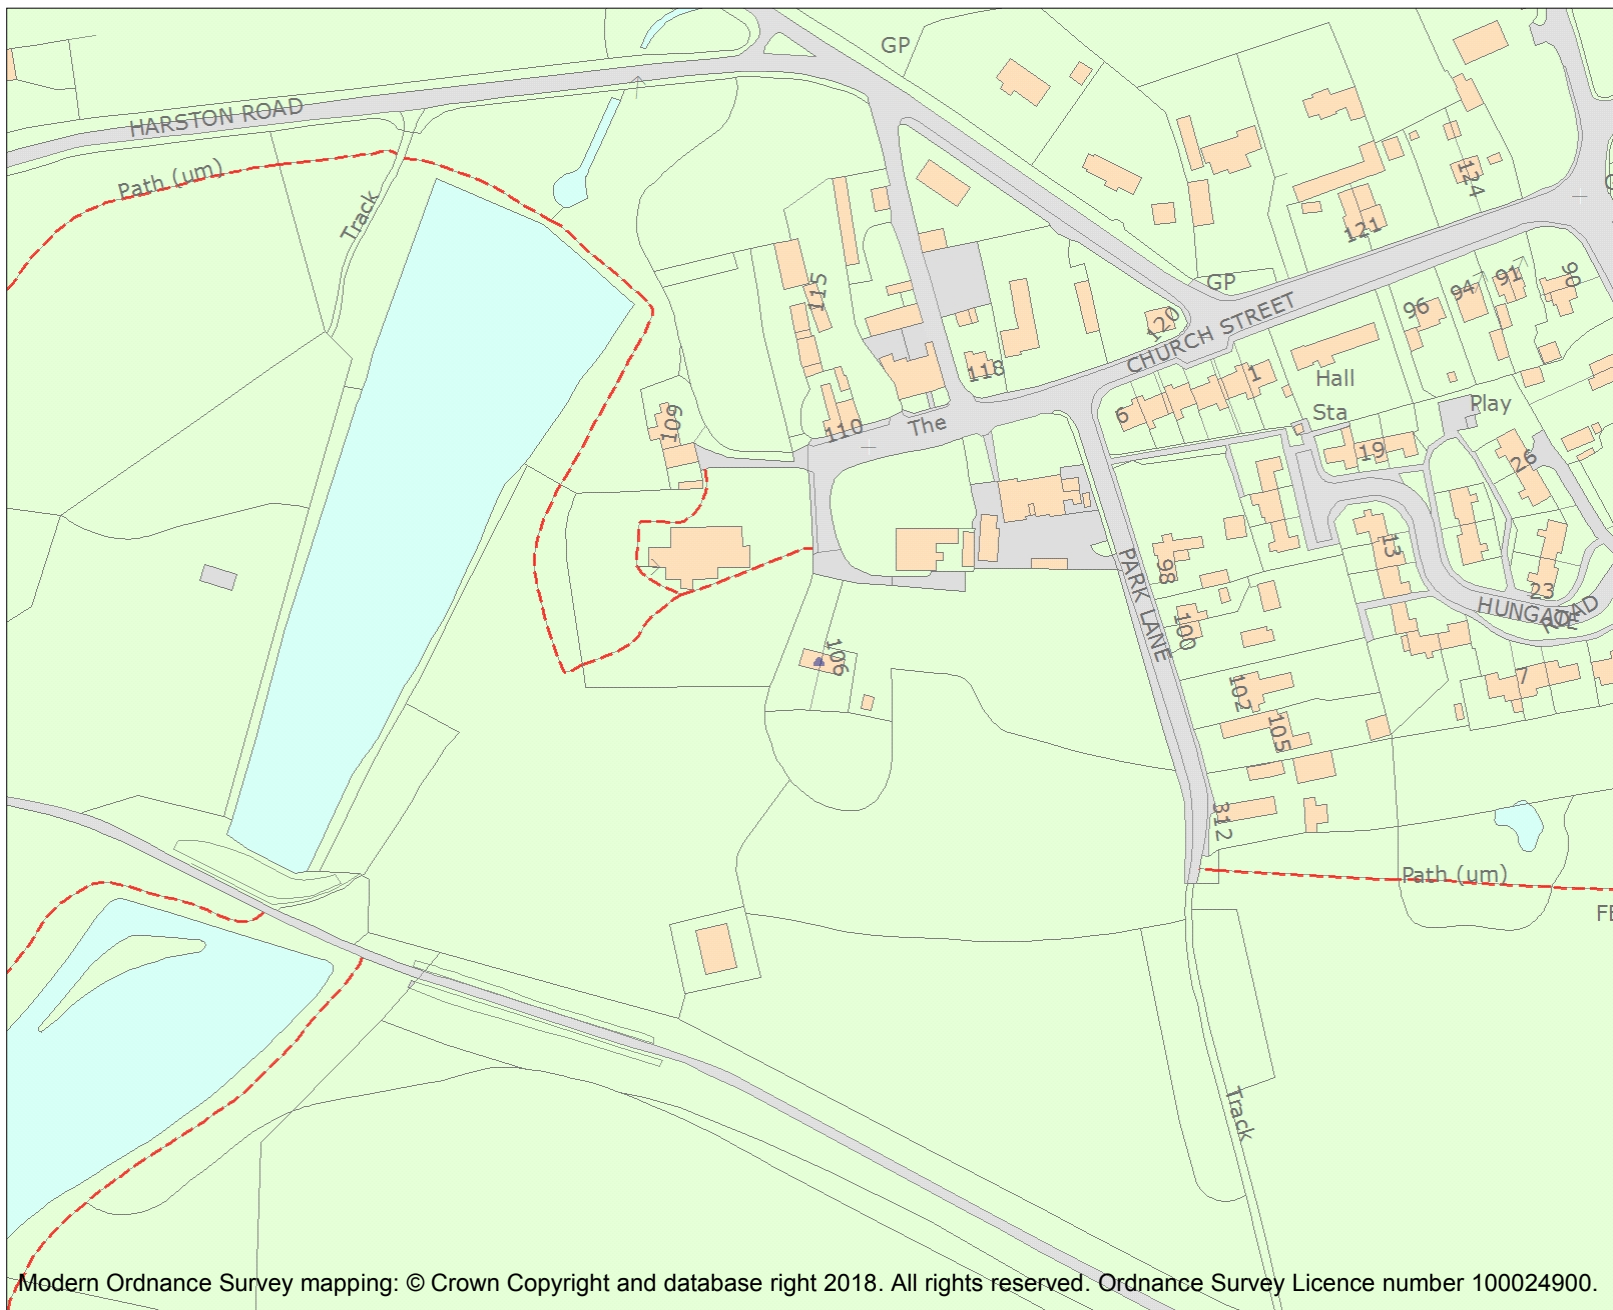 GP
HARSTON ROAD
Path (um)
Track
124
121
GP
115
90
91
94
96
120
CHURCH STREET
118
1
Hall
Sta
Play
6
109
110
The
19
26
13
98
PARK LANE
23
HUNGATE
ROAD
100
106
7
102
105
312
Path (um)
Track
Modern Ordnance Survey mapping: © Crown Copyright and database right 2018. All rights reserved. Ordnance Survey Licence number 100024900.